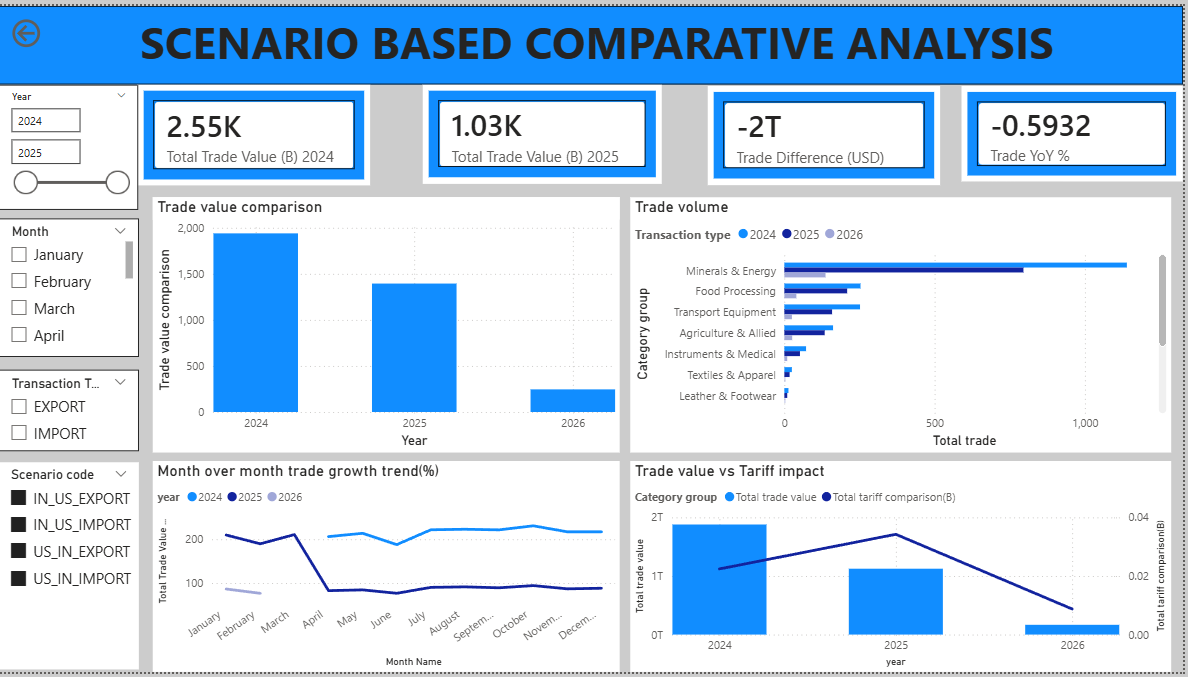 SCENARIO BASED COMPARATIVE ANALYSIS
Year
2024
2025
2.55K
Total Trade Value (B) 2024
1.03K
Total Trade Value (B) 2025
-2T
Trade Difference (USD)
-0.5932
Trade YoY %
Month
January
February
March
April
Transaction T...
EXPORT
IMPORT
Scenario code
IN_US_EXPORT
IN_US_IMPORT
US_IN_EXPORT
US_IN_IMPORT
Trade value comparison
Trade value comparison
2,000
1,500
1,000
500
0
2024 2025 2026
Year
Trade volume
Transaction type 2024 2025 2026
Category group
Minerals & Energy
Food Processing
Transport Equipment
Agriculture & Allied
Instruments & Medical
Textiles & Apparel
Leather & Footwear
0 500 1,000
Total trade
Month over month trade growth trend(%)
year 2024 2025 2026
Total Trade Value ...
200
100
January February March April May June July August Septem... October Novem... Decem...
Month Name
Trade value vs Tariff impact
Category group Total trade value Total tariff comparison(B)
Total trade value
2T
1T
0T
0.04
0.02
0.00
Total tariff comparison(B)
2024 2025 2026
year